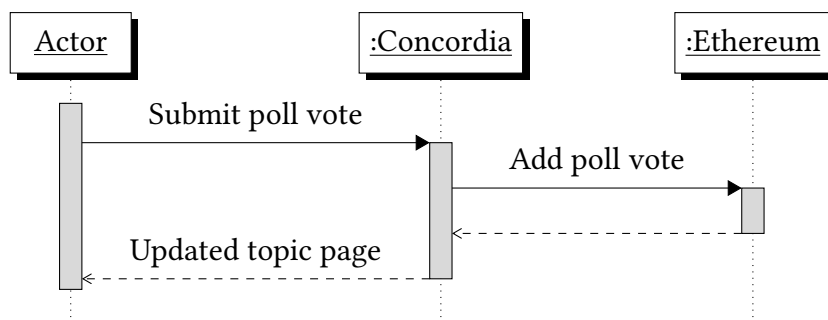 Actor
:Concordia
:Ethereum
Submit poll vote
Add poll vote
Updated topic page